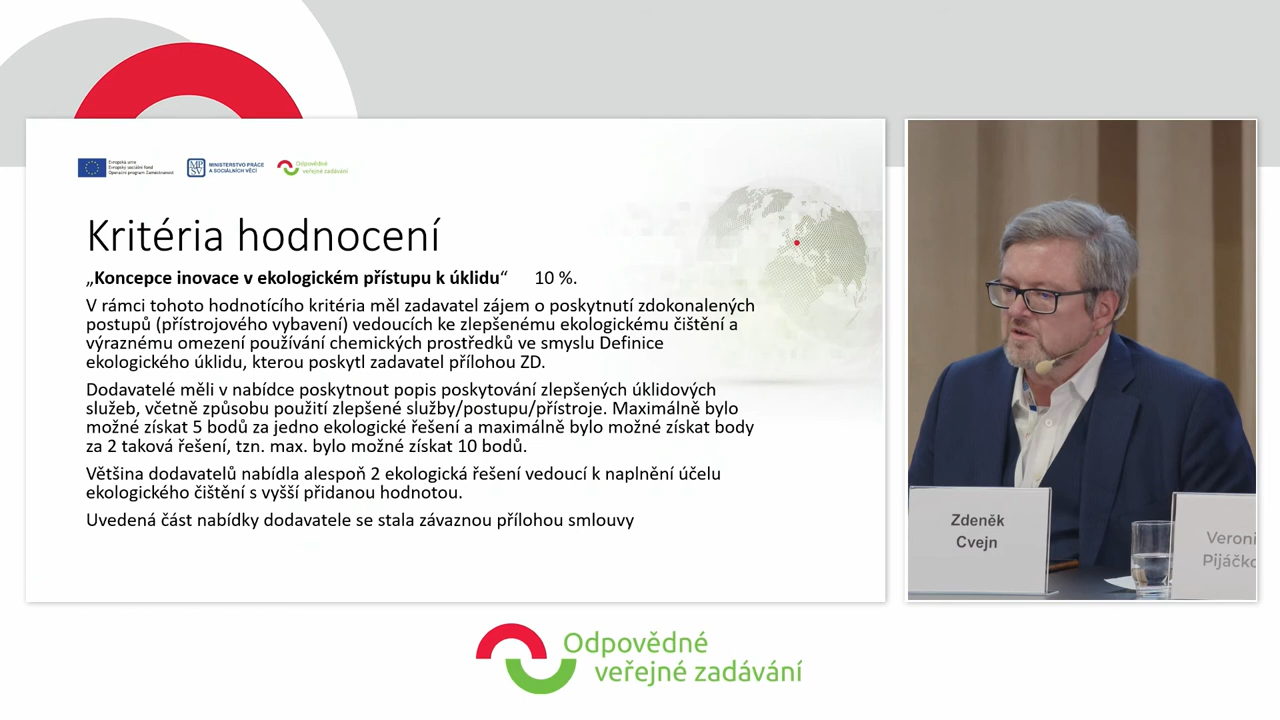 Evropská unie
Evropský sociální fond
Operační program Zaměstnanost
MPSV
MINISTERSTVO PRÁCE
A SOCIÁLNÍCH VĚCÍ
Odpovědné
veřejné zadávání
Kritéria hodnocení
„Koncepce inovace v ekologickém přístupu k úklidu“ 10 %.
V rámci tohoto hodnotícího kritéria měl zadavatel zájem o poskytnutí zdokonalených
postupů (přístrojového vybavení) vedoucích ke zlepšenému ekologickému čištění a
výraznému omezení používání chemických prostředků ve smyslu Definice
ekologického úklidu, kterou poskytl zadavatel přílohou ZD.
Dodavatelé měli v nabídce poskytnout popis poskytování zlepšených úklidových
služeb, včetně způsobu použití zlepšené služby/postupu/přístroje. Maximálně bylo
možné získat 5 bodů za jedno ekologické řešení a maximálně bylo možné získat body
za 2 taková řešení, tzn. max. bylo možné získat 10 bodů.
Většina dodavatelů nabídla alespoň 2 ekologická řešení vedoucí k naplnění účelu
ekologického čištění s vyšší přidanou hodnotou.
Uvedená část nabídky dodavatele se stala závaznou přílohou smlouvy
Zdeněk
Cvejn
Veroni
Pijáčko
Odpovědné
veřejné zadávání